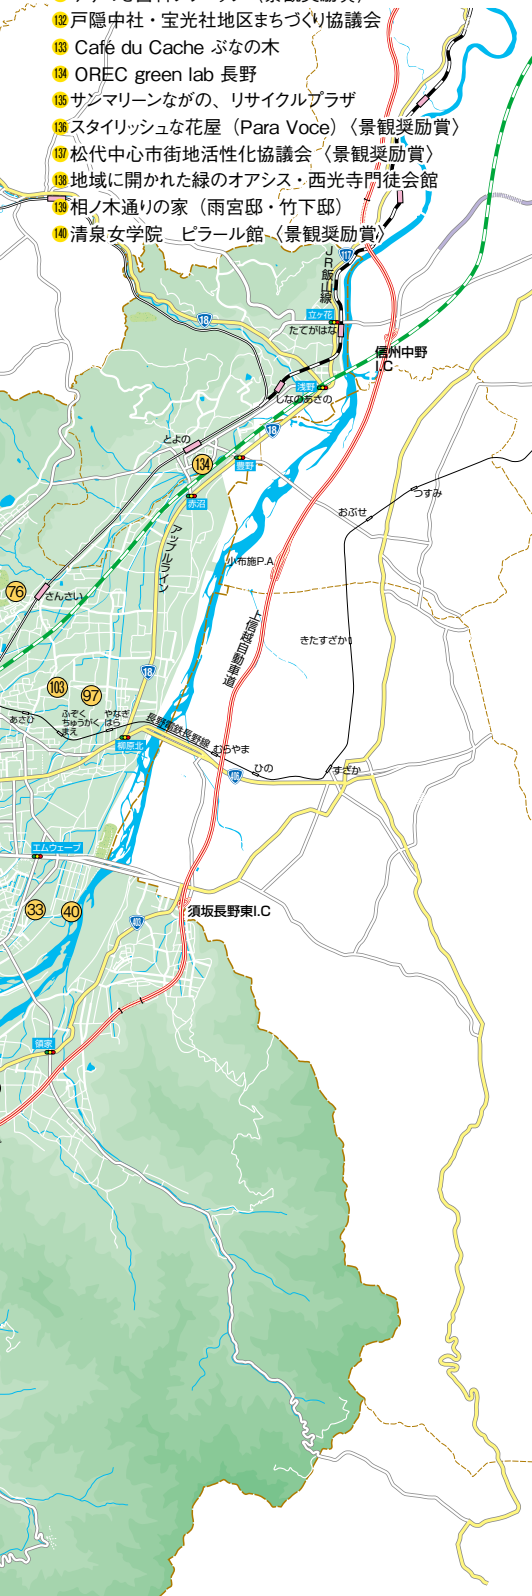 132 戸隠中社・宝光社地区まちづくり協議会
133 Café du Cache ぶなの木
134 OREC green lab 長野
135 サンマリーンながの、リサイクルプラザ
136 スタイリッシュな花屋（Para Voce）〈景観奨励賞〉
137 松代中心市街地活性化協議会〈景観奨励賞〉
138 地域に開かれた緑のオアシス・西光寺門徒会館
139 相ノ木通りの家（雨宮邸・竹下邸）
140 清泉女学院　ピラール館〈景観奨励賞〉
117
JR飯山線
立ヶ花
18
たてがはな
信州中野
I.C
浅野
しなのあさの
18
とよの
134
豊野
つすみ
赤沼
おぶせ
アップルライン
小布施P.A.
76
さんさい
上信越自動車道
きたすざか
18
103
97
あさひ
ふぞく
ちゅうがく
まえ
やなぎ
はら
長野電鉄長野線
柳原北
むらやま
ひの
すざか
406
エムウェーブ
33
40
須坂長野東I.C
403
領家